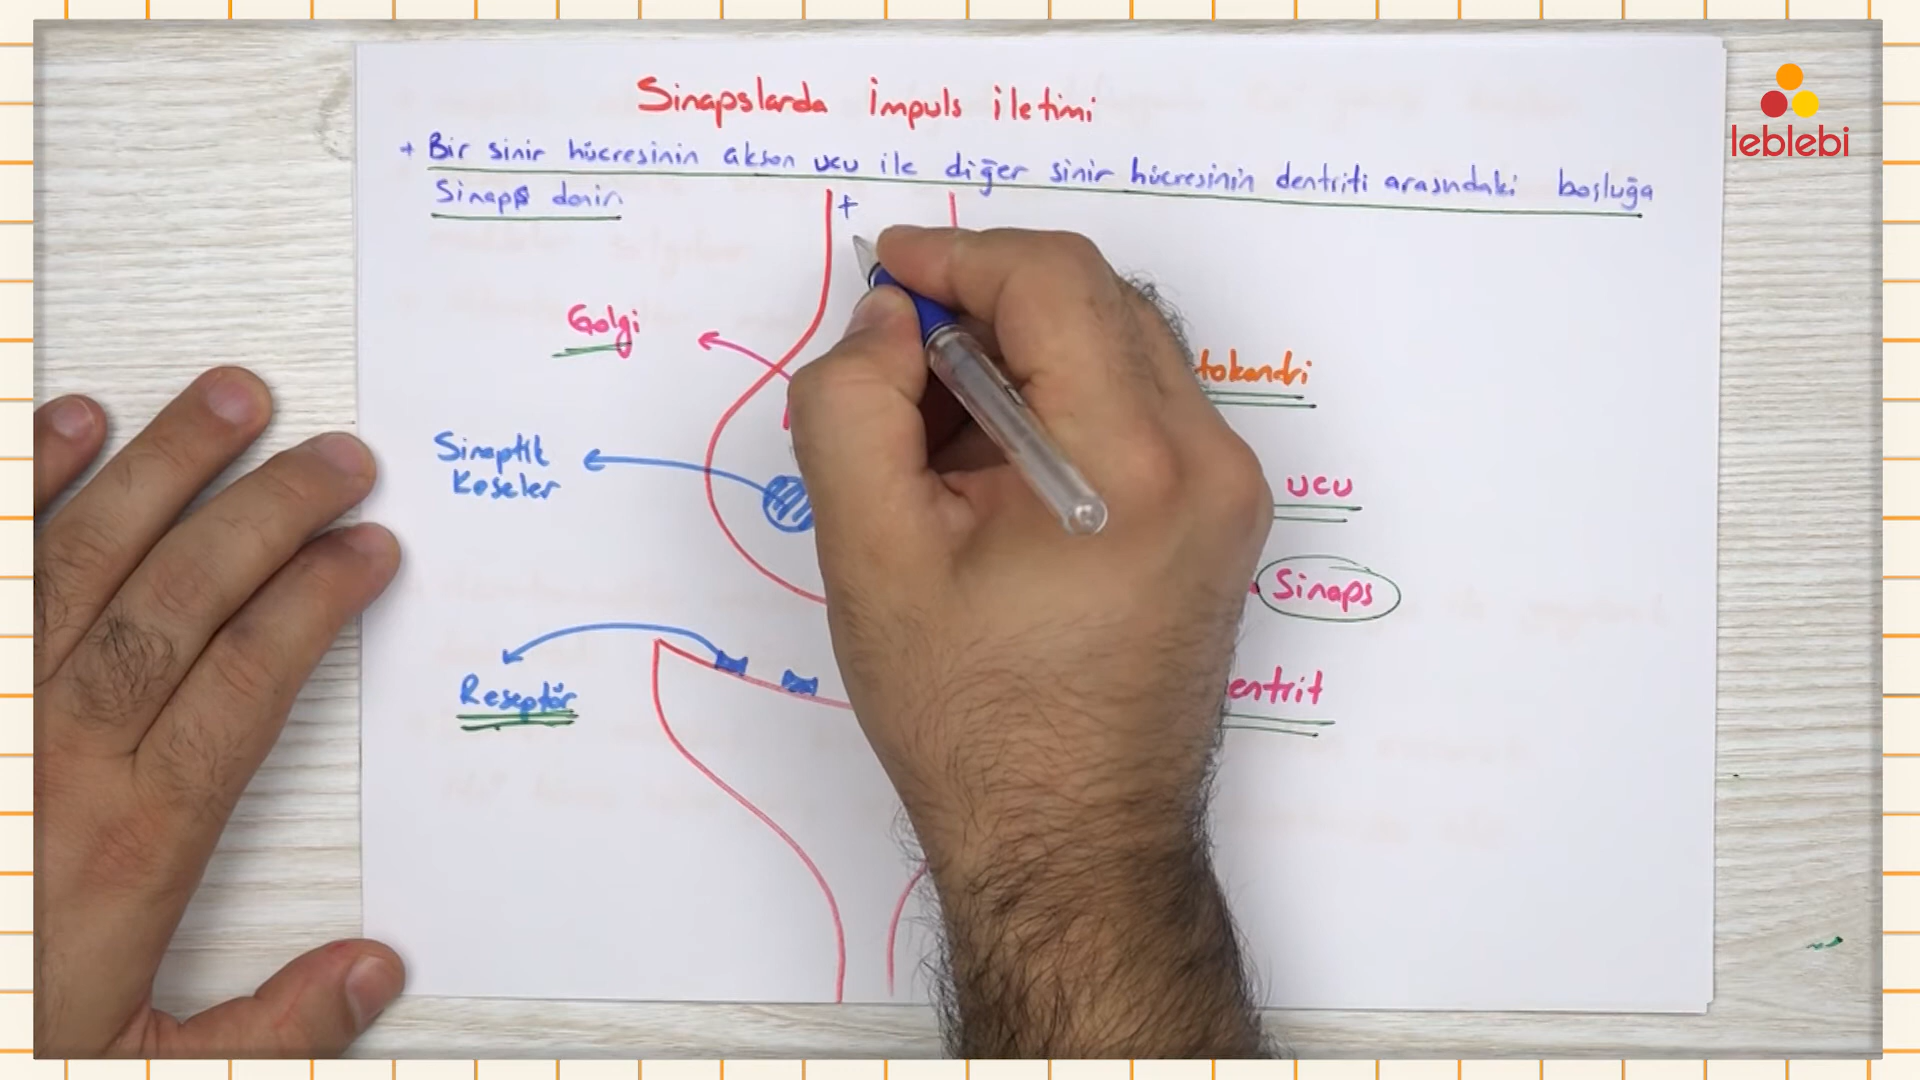 Sinapslarda İmpuls iletimi
+ Bir sinir hücresinin akson ucu ile diğer sinir hücresinin dentriti arasındaki boşluğa
Sinaps denir
+
leblebi
Golgi
tokondri
Sinaptik
Keseler
ucu
Sinaps
Reseptör
entrit